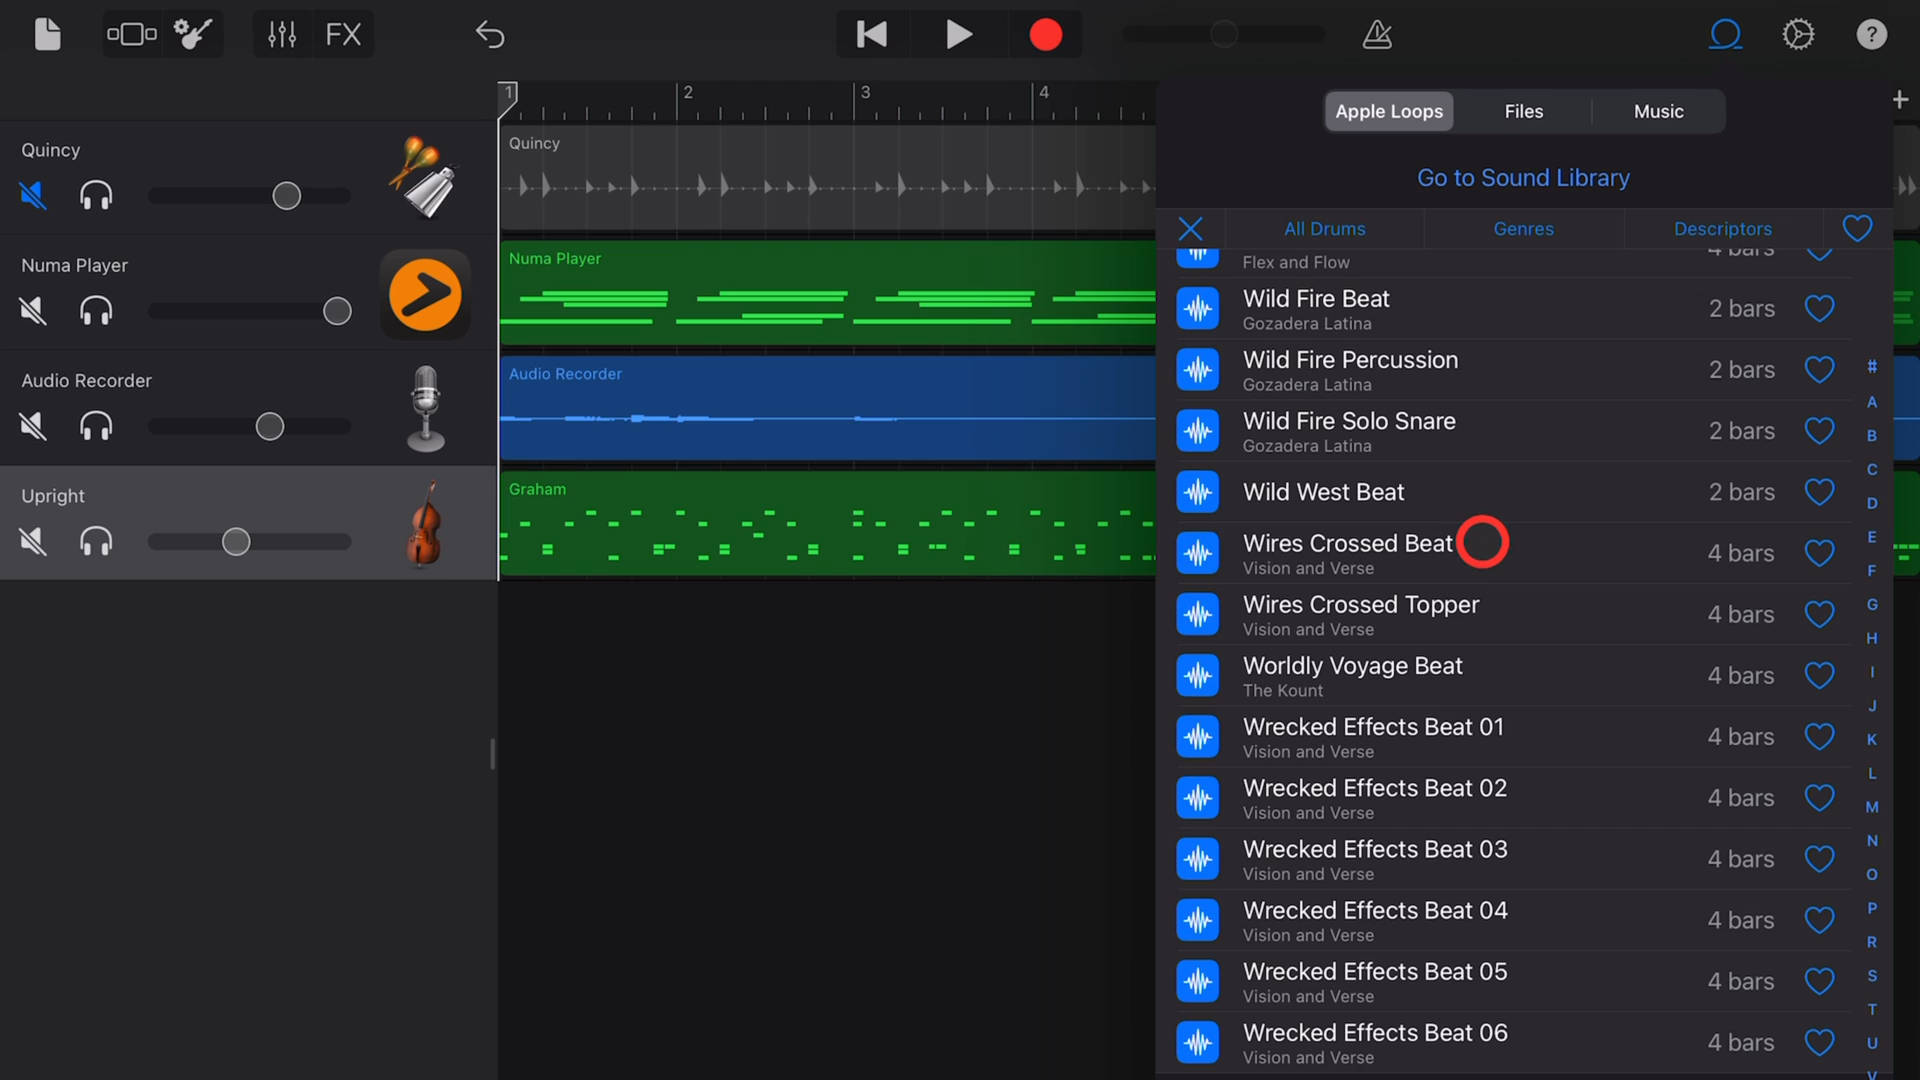 FX
?
1
2
3
4
Quincy
Quincy
Numa Player
Numa Player
Audio Recorder
Audio Recorder
Upright
Graham
Apple Loops
Files
Music
Go to Sound Library
All Drums
Genres
Descriptors
4 bars
Flex and Flow
Wild Fire Beat
Gozadera Latina
2 bars
Wild Fire Percussion
Gozadera Latina
2 bars
Wild Fire Solo Snare
Gozadera Latina
2 bars
Wild West Beat
2 bars
Wires Crossed Beat
Vision and Verse
4 bars
Wires Crossed Topper
Vision and Verse
4 bars
Worldly Voyage Beat
The Kount
4 bars
Wrecked Effects Beat 01
Vision and Verse
4 bars
Wrecked Effects Beat 02
Vision and Verse
4 bars
Wrecked Effects Beat 03
Vision and Verse
4 bars
Wrecked Effects Beat 04
Vision and Verse
4 bars
Wrecked Effects Beat 05
Vision and Verse
4 bars
Wrecked Effects Beat 06
Vision and Verse
4 bars
#
A
B
C
D
E
F
G
H
I
J
K
L
M
N
O
P
R
S
T
U
V